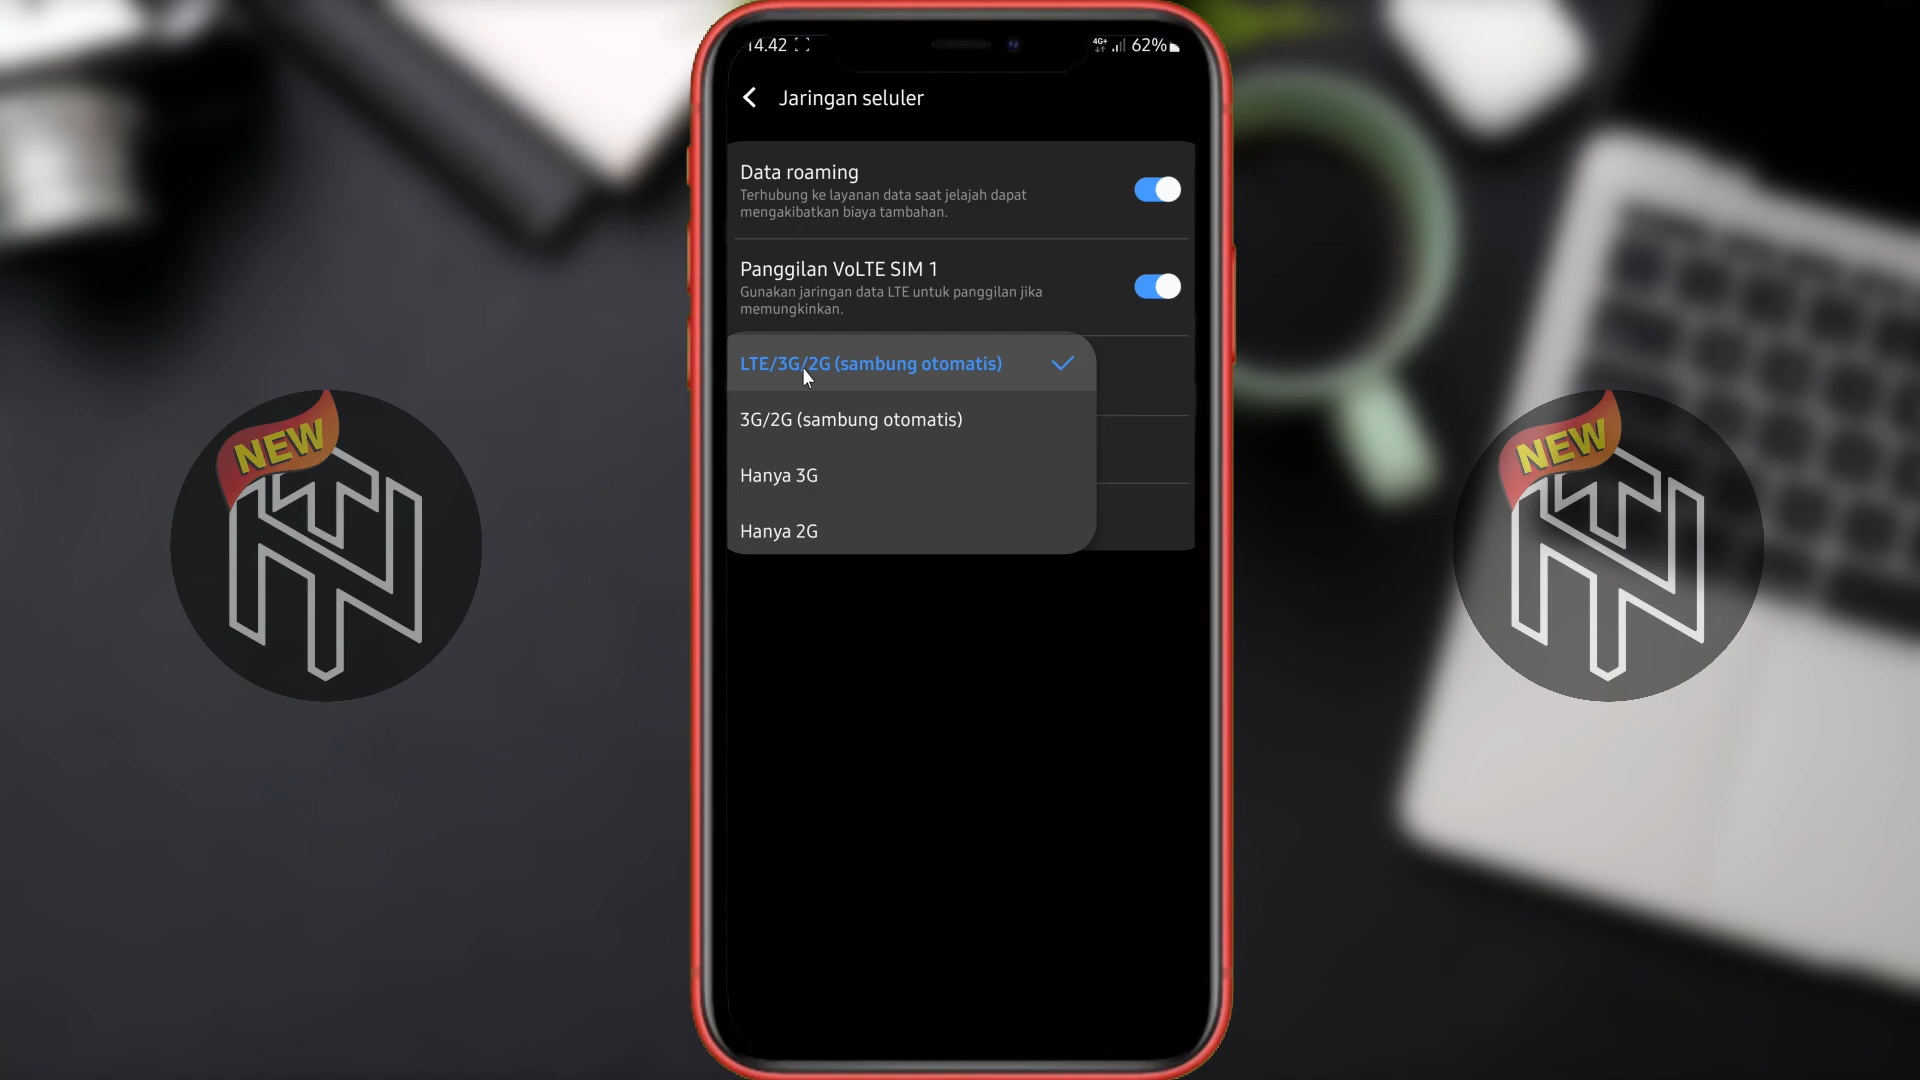 14.42
4G+ 62%
Jaringan seluler
Data roaming
Terhubung ke layanan data saat jelajah dapat
mengakibatkan biaya tambahan.
Panggilan VoLTE SIM 1
Gunakan jaringan data LTE untuk panggilan jika
memungkinkan.
LTE/3G/2G (sambung otomatis)
3G/2G (sambung otomatis)
Hanya 3G
Hanya 2G
NEW
NEW